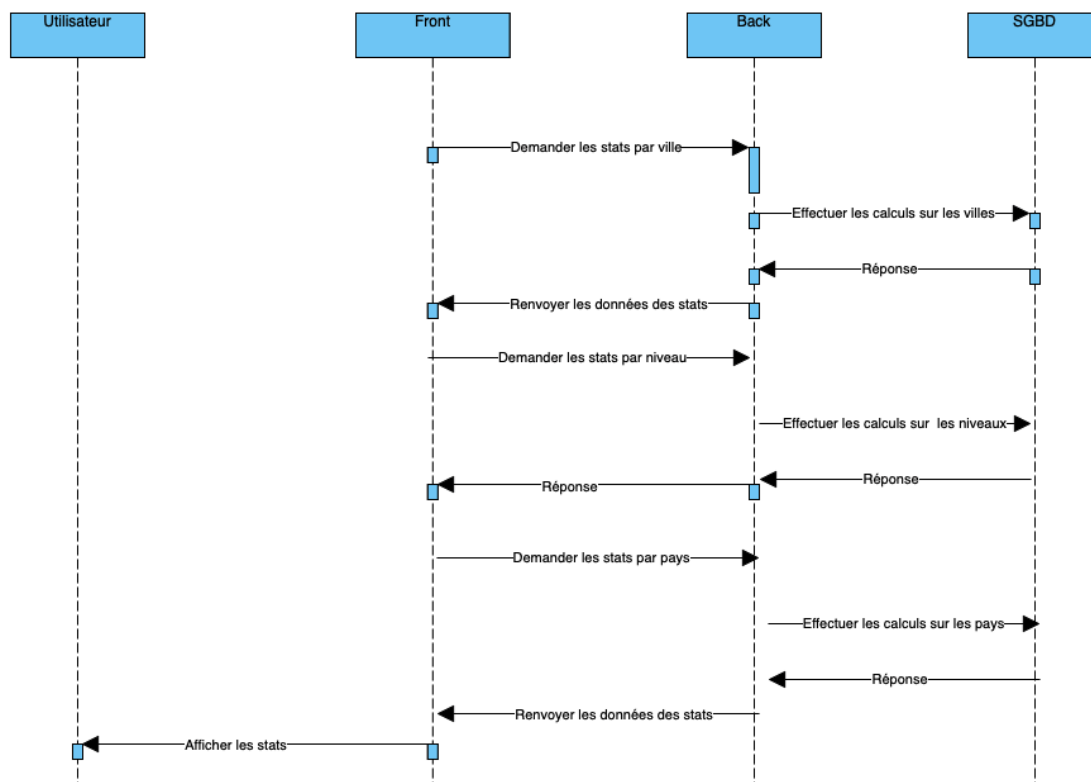 Utilisateur
Front
Back
SGBD
Demander les stats par ville
Effectuer les calculs sur les villes
Réponse
Renvoyer les données des stats
Demander les stats par niveau
Effectuer les calculs sur les niveaux
Réponse
Réponse
Demander les stats par pays
Effectuer les calculs sur les pays
Réponse
Renvoyer les données des stats
Afficher les stats